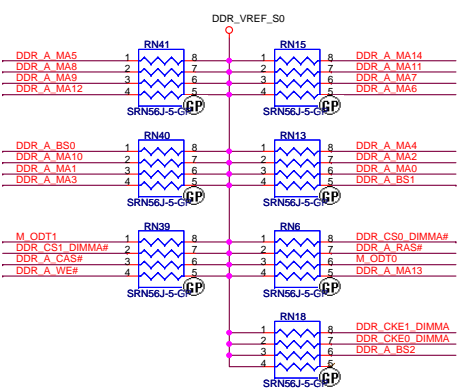 DDR_VREF_S0
RN41 RN15
DDR_A_MA5 1 8 1 8 DDR_A_MA14
DDR_A_MA8 2 7 2 7 DDR_A_MA11
DDR_A_MA9 3 6 3 6 DDR_A_MA7
DDR_A_MA12 4 5 4 5 DDR_A_MA6
SRN56J-5-GP GP SRN56J-5-GP GP
RN40 RN13
DDR_A_BS0 1 8 1 8 DDR_A_MA4
DDR_A_MA10 2 7 2 7 DDR_A_MA2
DDR_A_MA1 3 6 3 6 DDR_A_MA0
DDR_A_MA3 4 5 4 5 DDR_A_BS1
SRN56J-5-GP GP SRN56J-5-GP GP
RN39 RN6
M_ODT1 1 8 1 8 DDR_CS0_DIMMA#
DDR_CS1_DIMMA# 2 7 2 7 DDR_A_RAS#
DDR_A_CAS# 3 6 3 6 M_ODT0
DDR_A_WE# 4 5 4 5 DDR_A_MA13
SRN56J-5-GP GP SRN56J-5-GP GP
RN18
1 8 DDR_CKE1_DIMMA
2 7 DDR_CKE0_DIMMA
3 6 DDR_A_BS2
4 5
SRN56J-5-GP GP